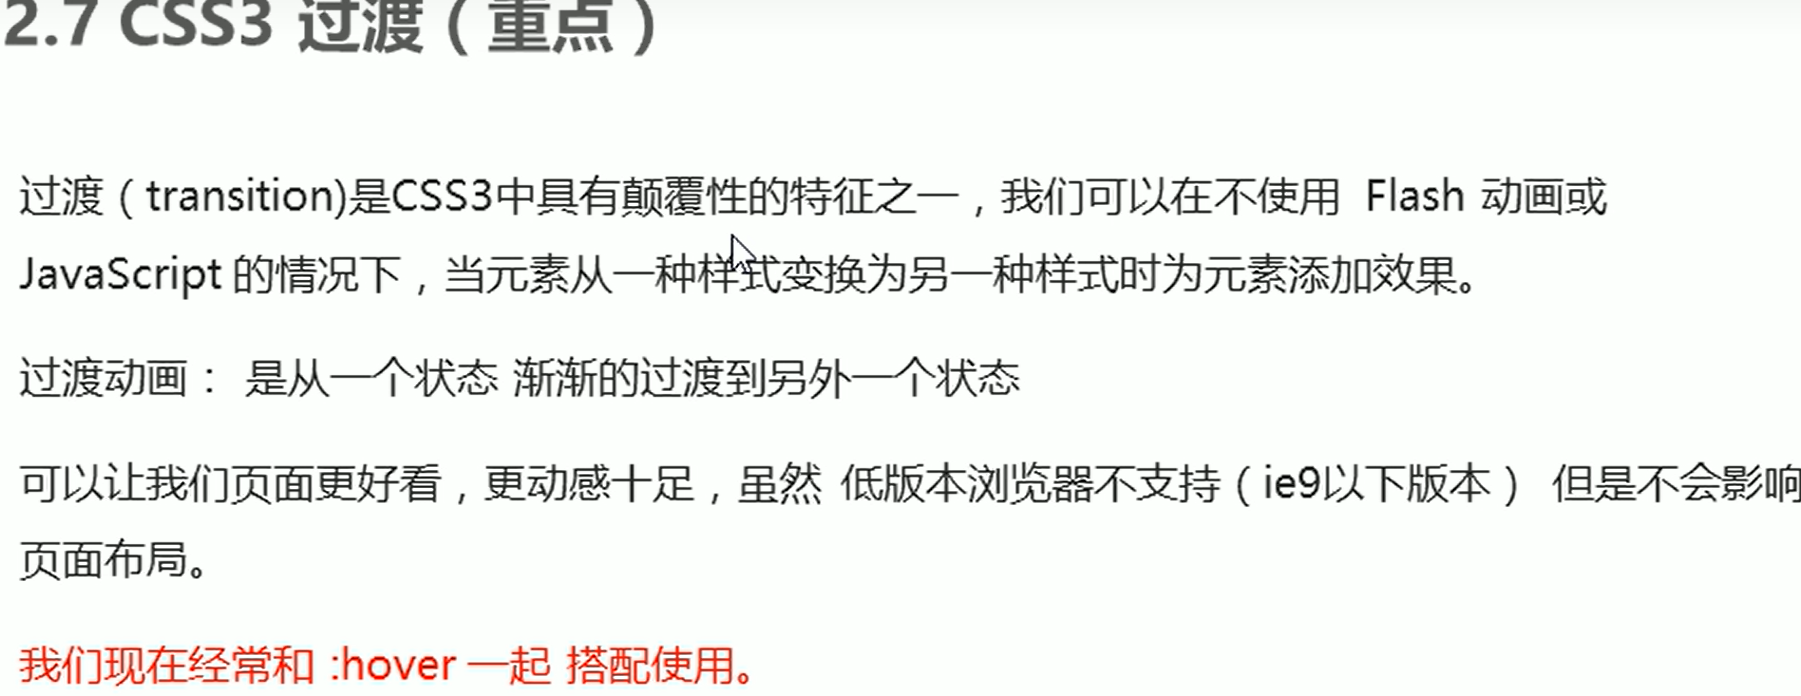 2.7 CSS3 过渡（重点）
过渡（transition)是CSS3中具有颠覆性的特征之一，我们可以在不使用 Flash 动画或
JavaScript 的情况下，当元素从一种样式变换为另一种样式时为元素添加效果。
过渡动画： 是从一个状态 渐渐的过渡到另外一个状态
可以让我们页面更好看，更动感十足，虽然 低版本浏览器不支持（ie9以下版本） 但是不会影响
页面布局。
我们现在经常和 :hover 一起 搭配使用。